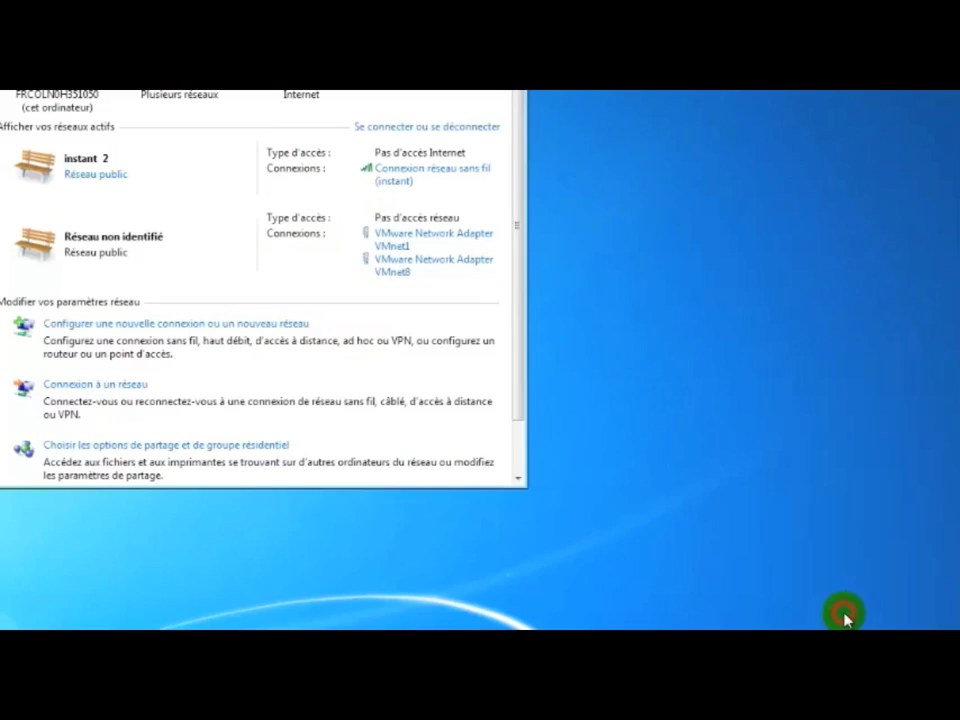 FRCOLN0H351050 Plusieurs réseaux Internet
(cet ordinateur)
Afficher vos réseaux actifs Se connecter ou se déconnecter
instant 2 Type d'accès : Pas d'accès Internet
Réseau public Connexions : Connexion réseau sans fil
(instant)
Type d'accès : Pas d'accès réseau
Réseau non identifié Connexions : VMware Network Adapter
VMnet1
Réseau public
VMware Network Adapter
VMnet8
Modifier vos paramètres réseau
Configurer une nouvelle connexion ou un nouveau réseau
Configurez une connexion sans fil, haut débit, d'accès à distance, ad hoc ou VPN, ou configurez un
routeur ou un point d'accès.
Connexion à un réseau
Connectez-vous ou reconnectez-vous à une connexion de réseau sans fil, câblé, d'accès à distance
ou VPN.
Choisir les options de partage et de groupe résidentiel
Accédez aux fichiers et aux imprimantes se trouvant sur d'autres ordinateurs du réseau ou modifiez
les paramètres de partage.